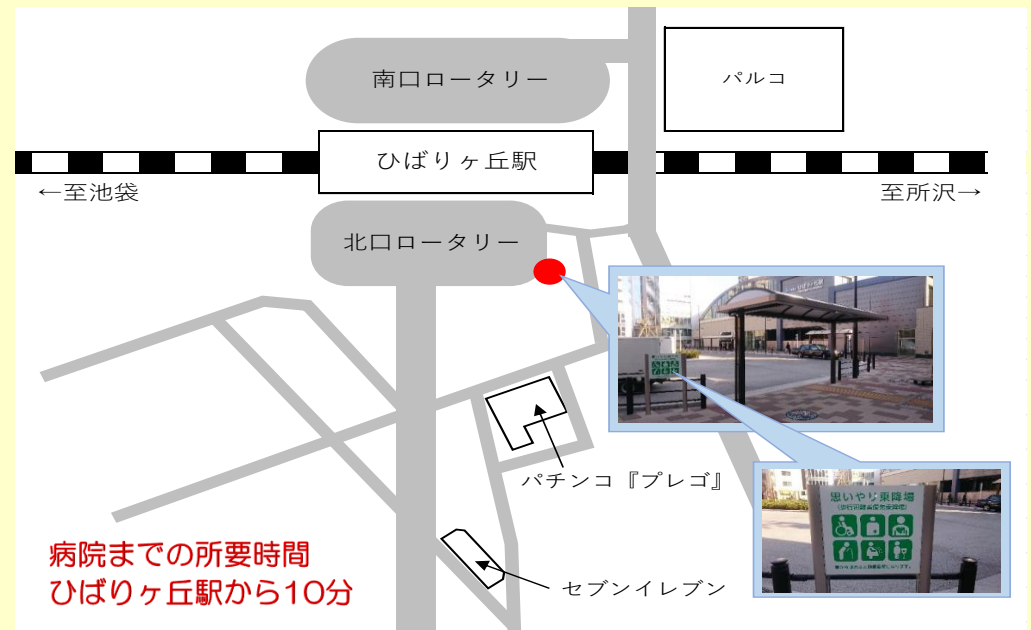 南口ロータリー
パルコ
ひばりヶ丘駅
←至池袋
至所沢→
北口ロータリー
パチンコ『プレゴ』
思いやり乗降場
セブンイレブン
病院までの所要時間
ひばりヶ丘駅から10分